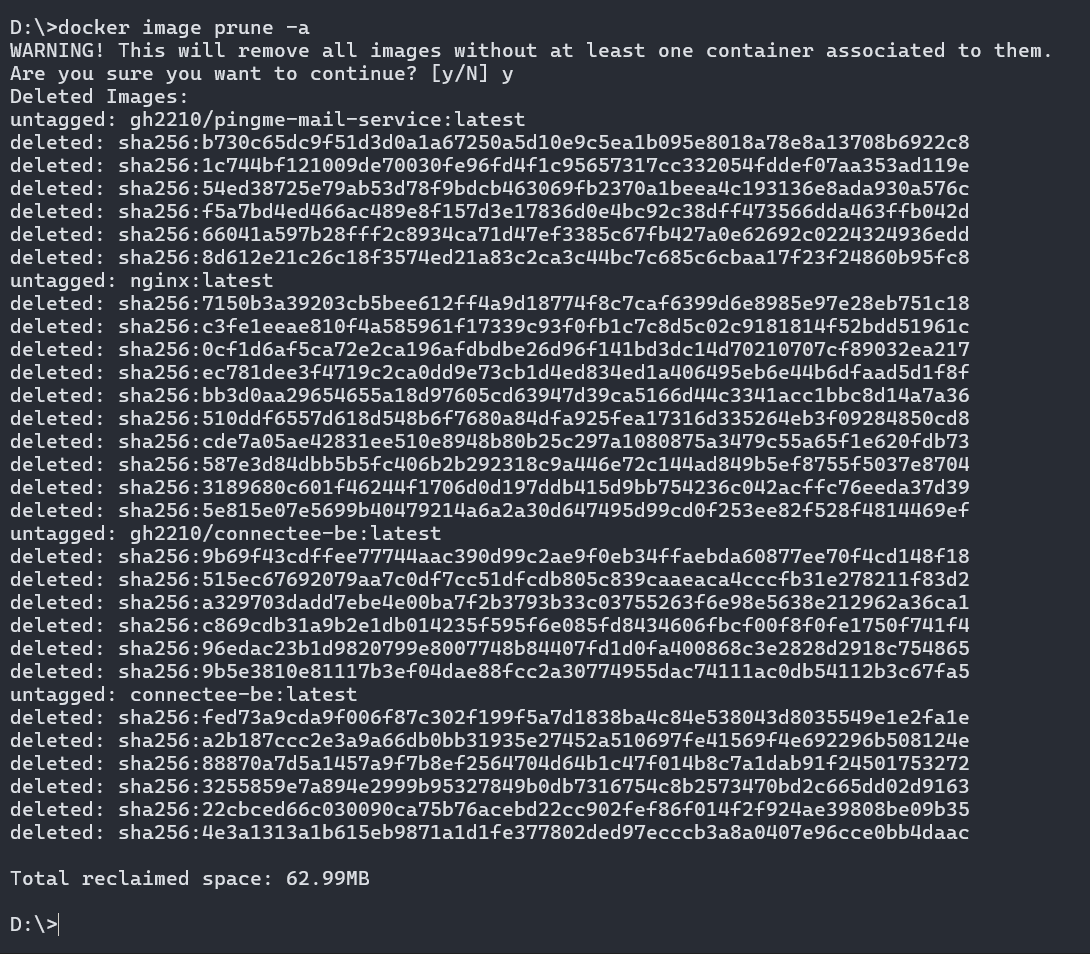 D:\>docker image prune -a
WARNING! This will remove all images without at least one container associated to them.
Are you sure you want to continue? [y/N] y
Deleted Images:
untagged: gh2210/pingme-mail-service:latest
deleted: sha256:b730c65dc9f51d3d0a1a67250a5d10e9c5ea1b095e8018a78e8a13708b6922c8
deleted: sha256:1c744bf121009de70030fe96fd4f1c95657317cc332054fddef07aa353ad119e
deleted: sha256:54ed38725e79ab53d78f9bdcb463069fb2370a1beea4c193136e8ada930a576c
deleted: sha256:f5a7bd4ed466ac489e8f157d3e17836d0e4bc92c38dff473566dda463ffb042d
deleted: sha256:66041a597b28fff2c8934ca71d47ef3385c67fb427a0e62692c0224324936edd
deleted: sha256:8d612e21c26c18f3574ed21a83c2ca3c44bc7c685c6cbaa17f23f24860b95fc8
untagged: nginx:latest
deleted: sha256:7150b3a39203cb5bee612ff4a9d18774f8c7caf6399d6e8985e97e28eb751c18
deleted: sha256:c3fe1eeae810f4a585961f17339c93f0fb1c7c8d5c02c9181814f52bdd51961c
deleted: sha256:0cf1d6af5ca72e2ca196afdbdbe26d96f141bd3dc14d70210707cf89032ea217
deleted: sha256:ec781dee3f4719c2ca0dd9e73cb1d4ed834ed1a406495eb6e44b6dfaad5d1f8f
deleted: sha256:bb3d0aa29654655a18d97605cd63947d39ca5166d44c3341acc1bbc8d14a7a36
deleted: sha256:510ddf6557d618d548b6f7680a84dfa925fea17316d335264eb3f09284850cd8
deleted: sha256:cde7a05ae42831ee510e8948b80b25c297a1080875a3479c55a65f1e620fdb73
deleted: sha256:587e3d84dbb5b5fc406b2b292318c9a446e72c144ad849b5ef8755f5037e8704
deleted: sha256:3189680c601f46244f1706d0d197ddb415d9bb754236c042acffc76eeda37d39
deleted: sha256:5e815e07e5699b40479214a6a2a30d647495d99cd0f253ee82f528f4814469ef
untagged: gh2210/connectee-be:latest
deleted: sha256:9b69f43cdffee77744aac390d99c2ae9f0eb34ffaebda60877ee70f4cd148f18
deleted: sha256:515ec67692079aa7c0df7cc51dfcdb805c839caaeaca4cccfb31e278211f83d2
deleted: sha256:a329703dadd7ebe4e00ba7f2b3793b33c03755263f6e98e5638e212962a36ca1
deleted: sha256:c869cdb31a9b2e1db014235f595f6e085fd8434606fbcf00f8f0fe1750f741f4
deleted: sha256:96edac23b1d9820799e8007748b84407fd1d0fa400868c3e2828d2918c754865
deleted: sha256:9b5e3810e81117b3ef04dae88fcc2a30774955dac74111ac0db54112b3c67fa5
untagged: connectee-be:latest
deleted: sha256:fed73a9cda9f006f87c302f199f5a7d1838ba4c84e538043d8035549e1e2fa1e
deleted: sha256:a2b187ccc2e3a9a66db0bb31935e27452a510697fe41569f4e692296b508124e
deleted: sha256:88870a7d5a1457a9f7b8ef2564704d64b1c47f014b8c7a1dab91f24501753272
deleted: sha256:3255859e7a894e2999b95327849b0db7316754c8b2573470bd2c665dd02d9163
deleted: sha256:22cbced66c030090ca75b76acebd22cc902fef86f014f2f924ae39808be09b35
deleted: sha256:4e3a1313a1b615eb9871a1d1fe377802ded97ecccb3a8a0407e96cce0bb4daac
Total reclaimed space: 62.99MB
D:\>